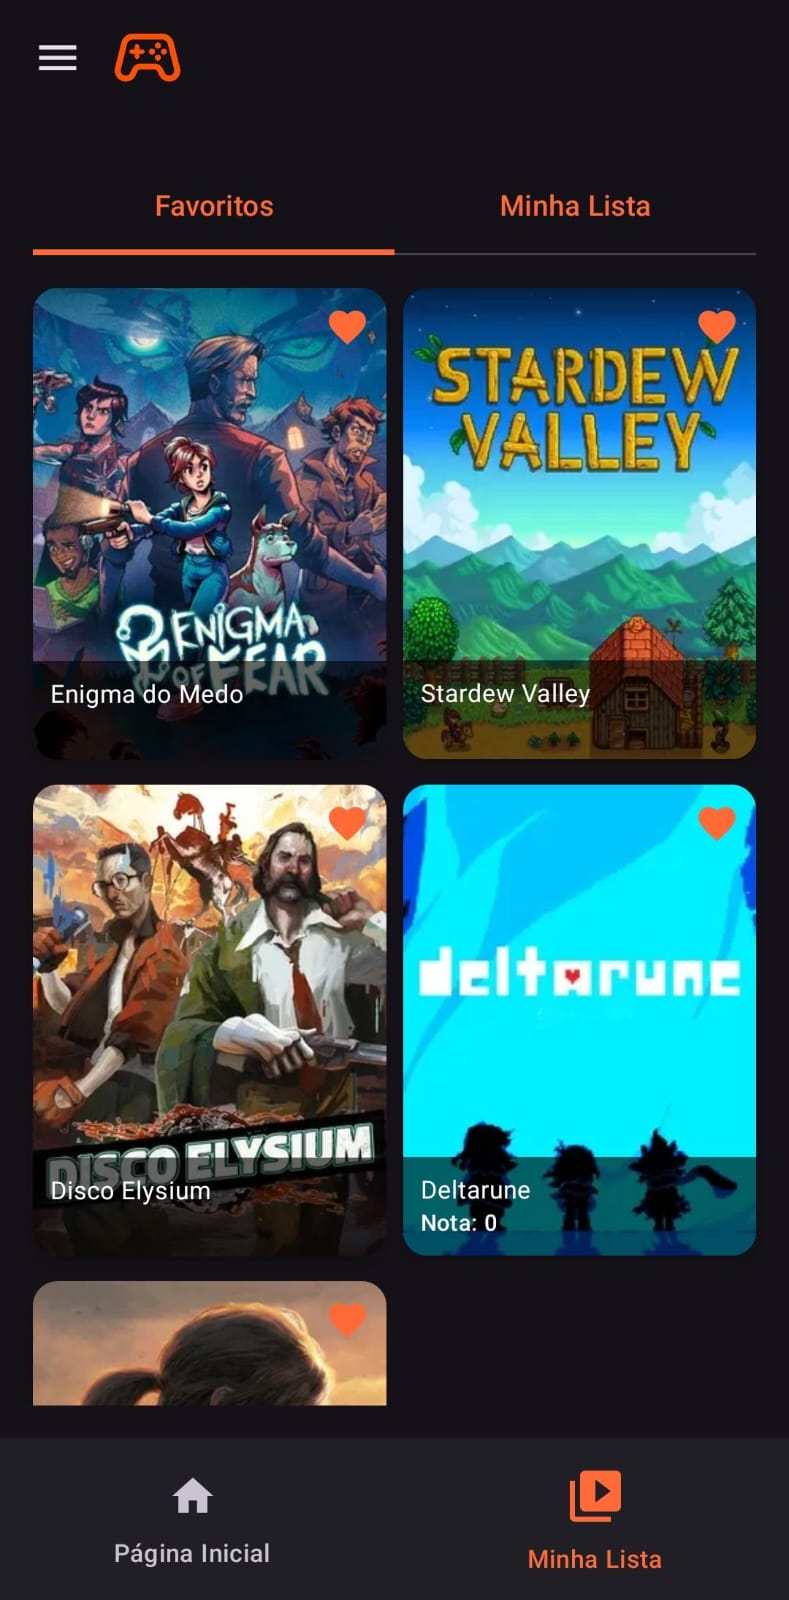 Favoritos
Minha Lista
ENIGMA
OF FEAR
Enigma do Medo
STARDEW
VALLEY
Stardew Valley
DISCO ELYSIUM
Disco Elysium
deltarune
Deltarune
Nota: 0
Página Inicial
Minha Lista